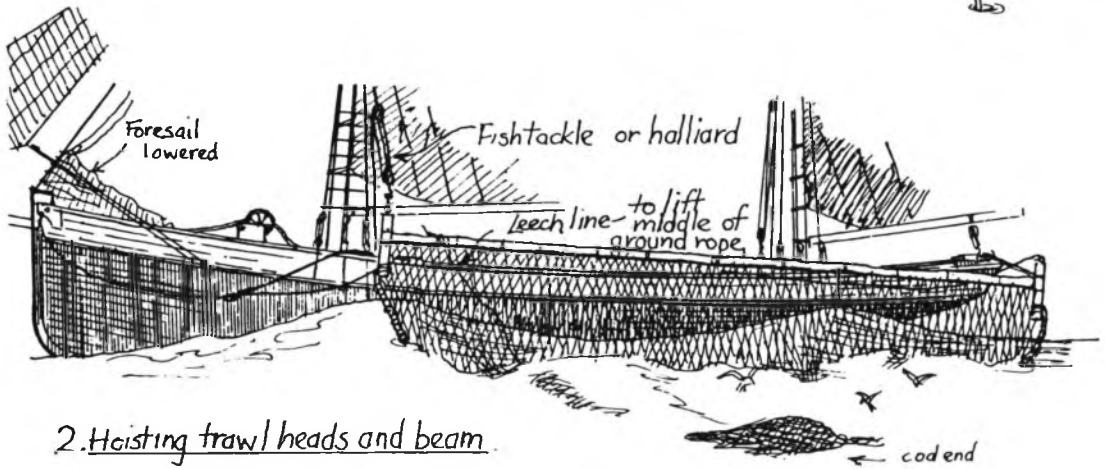 Foresail
lowered
Fishtackle or halliard
Leech line - to lift
middle of
ground rope
2. Hoisting trawl heads and beam
cod end